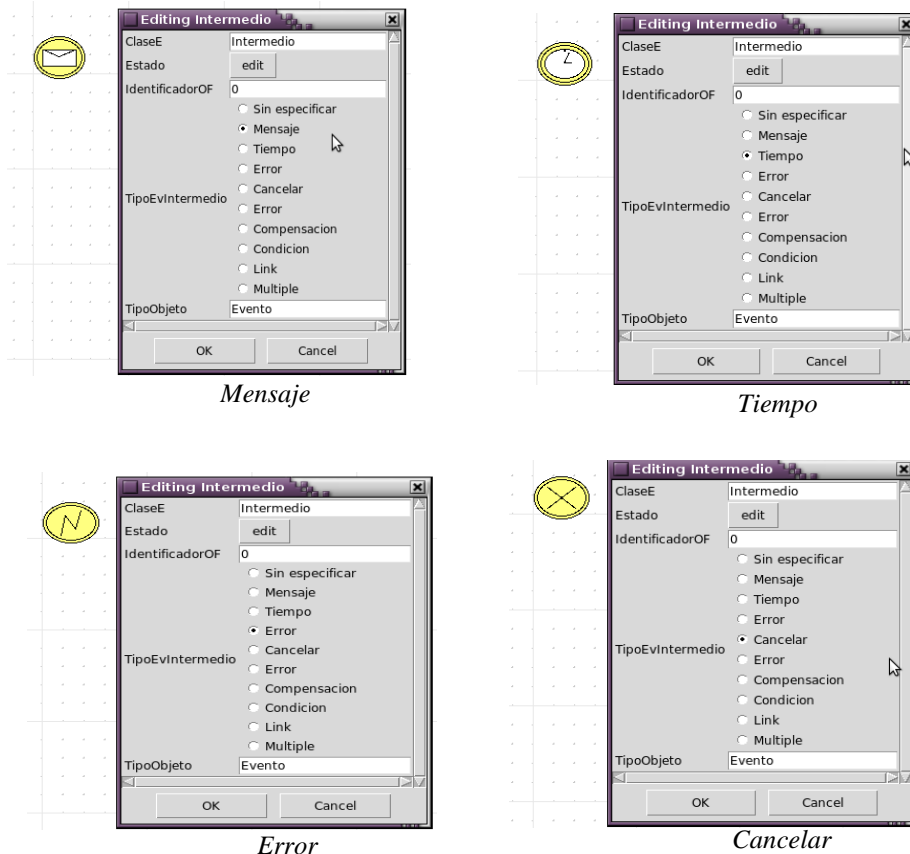 Editing Intermedio
ClaseE Intermedio
Estado edit
IdentificadorOF 0
Sin especificar
Mensaje
Tiempo
Error
Cancelar
TipoEvIntermedio
Error
Compensacion
Condicion
Link
Multiple
TipoObjeto Evento
OK Cancel
Mensaje
Editing Intermedio
ClaseE Intermedio
Estado edit
IdentificadorOF 0
Sin especificar
Mensaje
Tiempo
Error
Cancelar
TipoEvIntermedio
Error
Compensacion
Condicion
Link
Multiple
TipoObjeto Evento
OK Cancel
Tiempo
Editing Intermedio
ClaseE Intermedio
Estado edit
IdentificadorOF 0
Sin especificar
Mensaje
Tiempo
Error
Cancelar
TipoEvIntermedio
Error
Compensacion
Condicion
Link
Multiple
TipoObjeto Evento
OK Cancel
Error
Editing Intermedio
ClaseE Intermedio
Estado edit
IdentificadorOF 0
Sin especificar
Mensaje
Tiempo
Error
Cancelar
TipoEvIntermedio
Error
Compensacion
Condicion
Link
Multiple
TipoObjeto Evento
OK Cancel
Cancelar